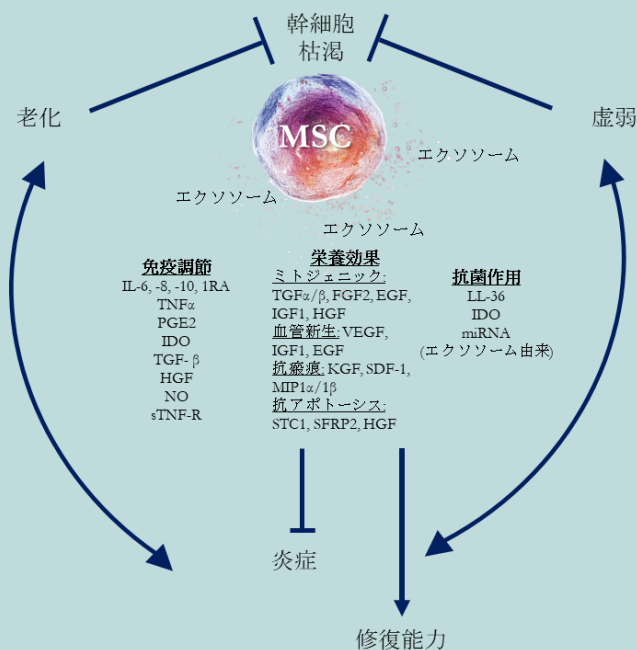 幹細胞
枯渇
老化
虚弱
MSC
エクソソーム
エクソソーム
エクソソーム
免疫調節
IL-6, -8, -10, 1RA
TNFα
PGE2
IDO
TGF- β
HGF
NO
sTNF-R
栄養効果
ミトジェニック:
TGFα/β, FGF2, EGF,
IGF1, HGF
血管新生: VEGF,
IGF1, EGF
抗瘢痕: KGF, SDF-1,
MIP1α/1β
抗アポトーシス:
STC1, SFRP2, HGF
抗菌作用
LL-36
IDO
miRNA
(エクソソーム由来)
炎症
修復能力